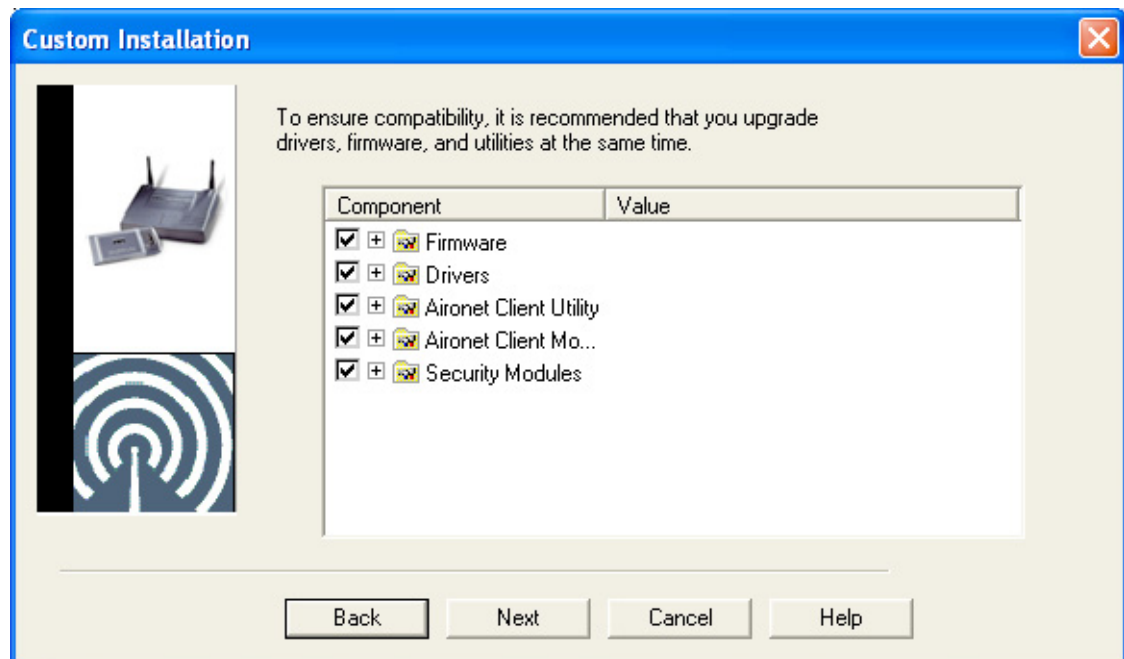 Custom Installation
To ensure compatibility, it is recommended that you upgrade
drivers, firmware, and utilities at the same time.
Component Value
Firmware
Drivers
Aironet Client Utility
Aironet Client Mo...
Security Modules
Back Next Cancel Help